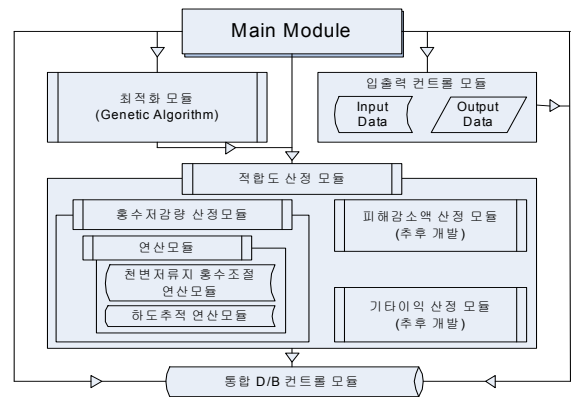 Main Module
최적화 모듈
(Genetic Algorithm)
입출력 컨트롤 모듈
Input
Data
Output
Data
적합도 산정 모듈
홍수저감량 산정모듈
연산모듈
천변저류지 홍수조절
연산모듈
하도추적 연산모듈
피해감소액 산정 모듈
(추후 개발)
기타이익 산정 모듈
(추후 개발)
통합 D/B 컨트롤 모듈